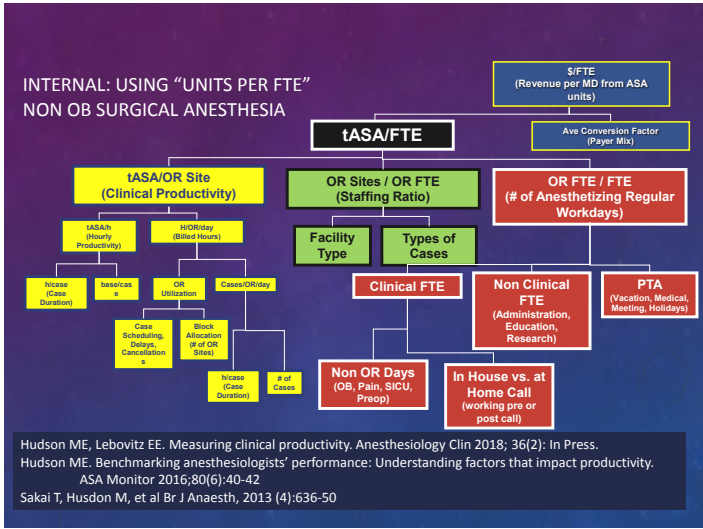 INTERNAL: USING “UNITS PER FTE”
NON OB SURGICAL ANESTHESIA
$/FTE
(Revenue per MD from ASA
units)
Ave Conversion Factor
(Payer Mix)
tASA/FTE
tASA/OR Site
(Clinical Productivity)
OR Sites / OR FTE
(Staffing Ratio)
OR FTE / FTE
(# of Anesthetizing Regular
Workdays)
tASA/h
(Hourly
Productivity)
H/OR/day
(Billed Hours)
Facility
Type
Types of
Cases
h/case
(Case
Duration)
base/cas
e
OR
Utilization
Cases/OR/day
Clinical FTE
Non Clinical
FTE
(Administration,
Education,
Research)
PTA
(Vacation, Medical,
Meeting, Holidays)
Case
Scheduling,
Delays,
Cancellation
s
Block
Allocation
(# of OR
Sites)
h/case
(Case
Duration)
# of
Cases
Non OR Days
(OB, Pain, SICU,
Preop)
In House vs. at
Home Call
(working pre or
post call)
Hudson ME, Lebovitz EE. Measuring clinical productivity. Anesthesiology Clin 2018; 36(2): In Press.
Hudson ME. Benchmarking anesthesiologists’ performance: Understanding factors that impact productivity.
ASA Monitor 2016;80(6):40-42
Sakai T, Husdon M, et al Br J Anaesth, 2013 (4):636-50